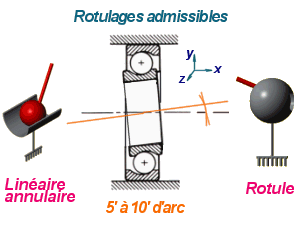 Rotulages admissibles
y
x
z
Linéaire
annulaire
Rotule
5' à 10' d'arc